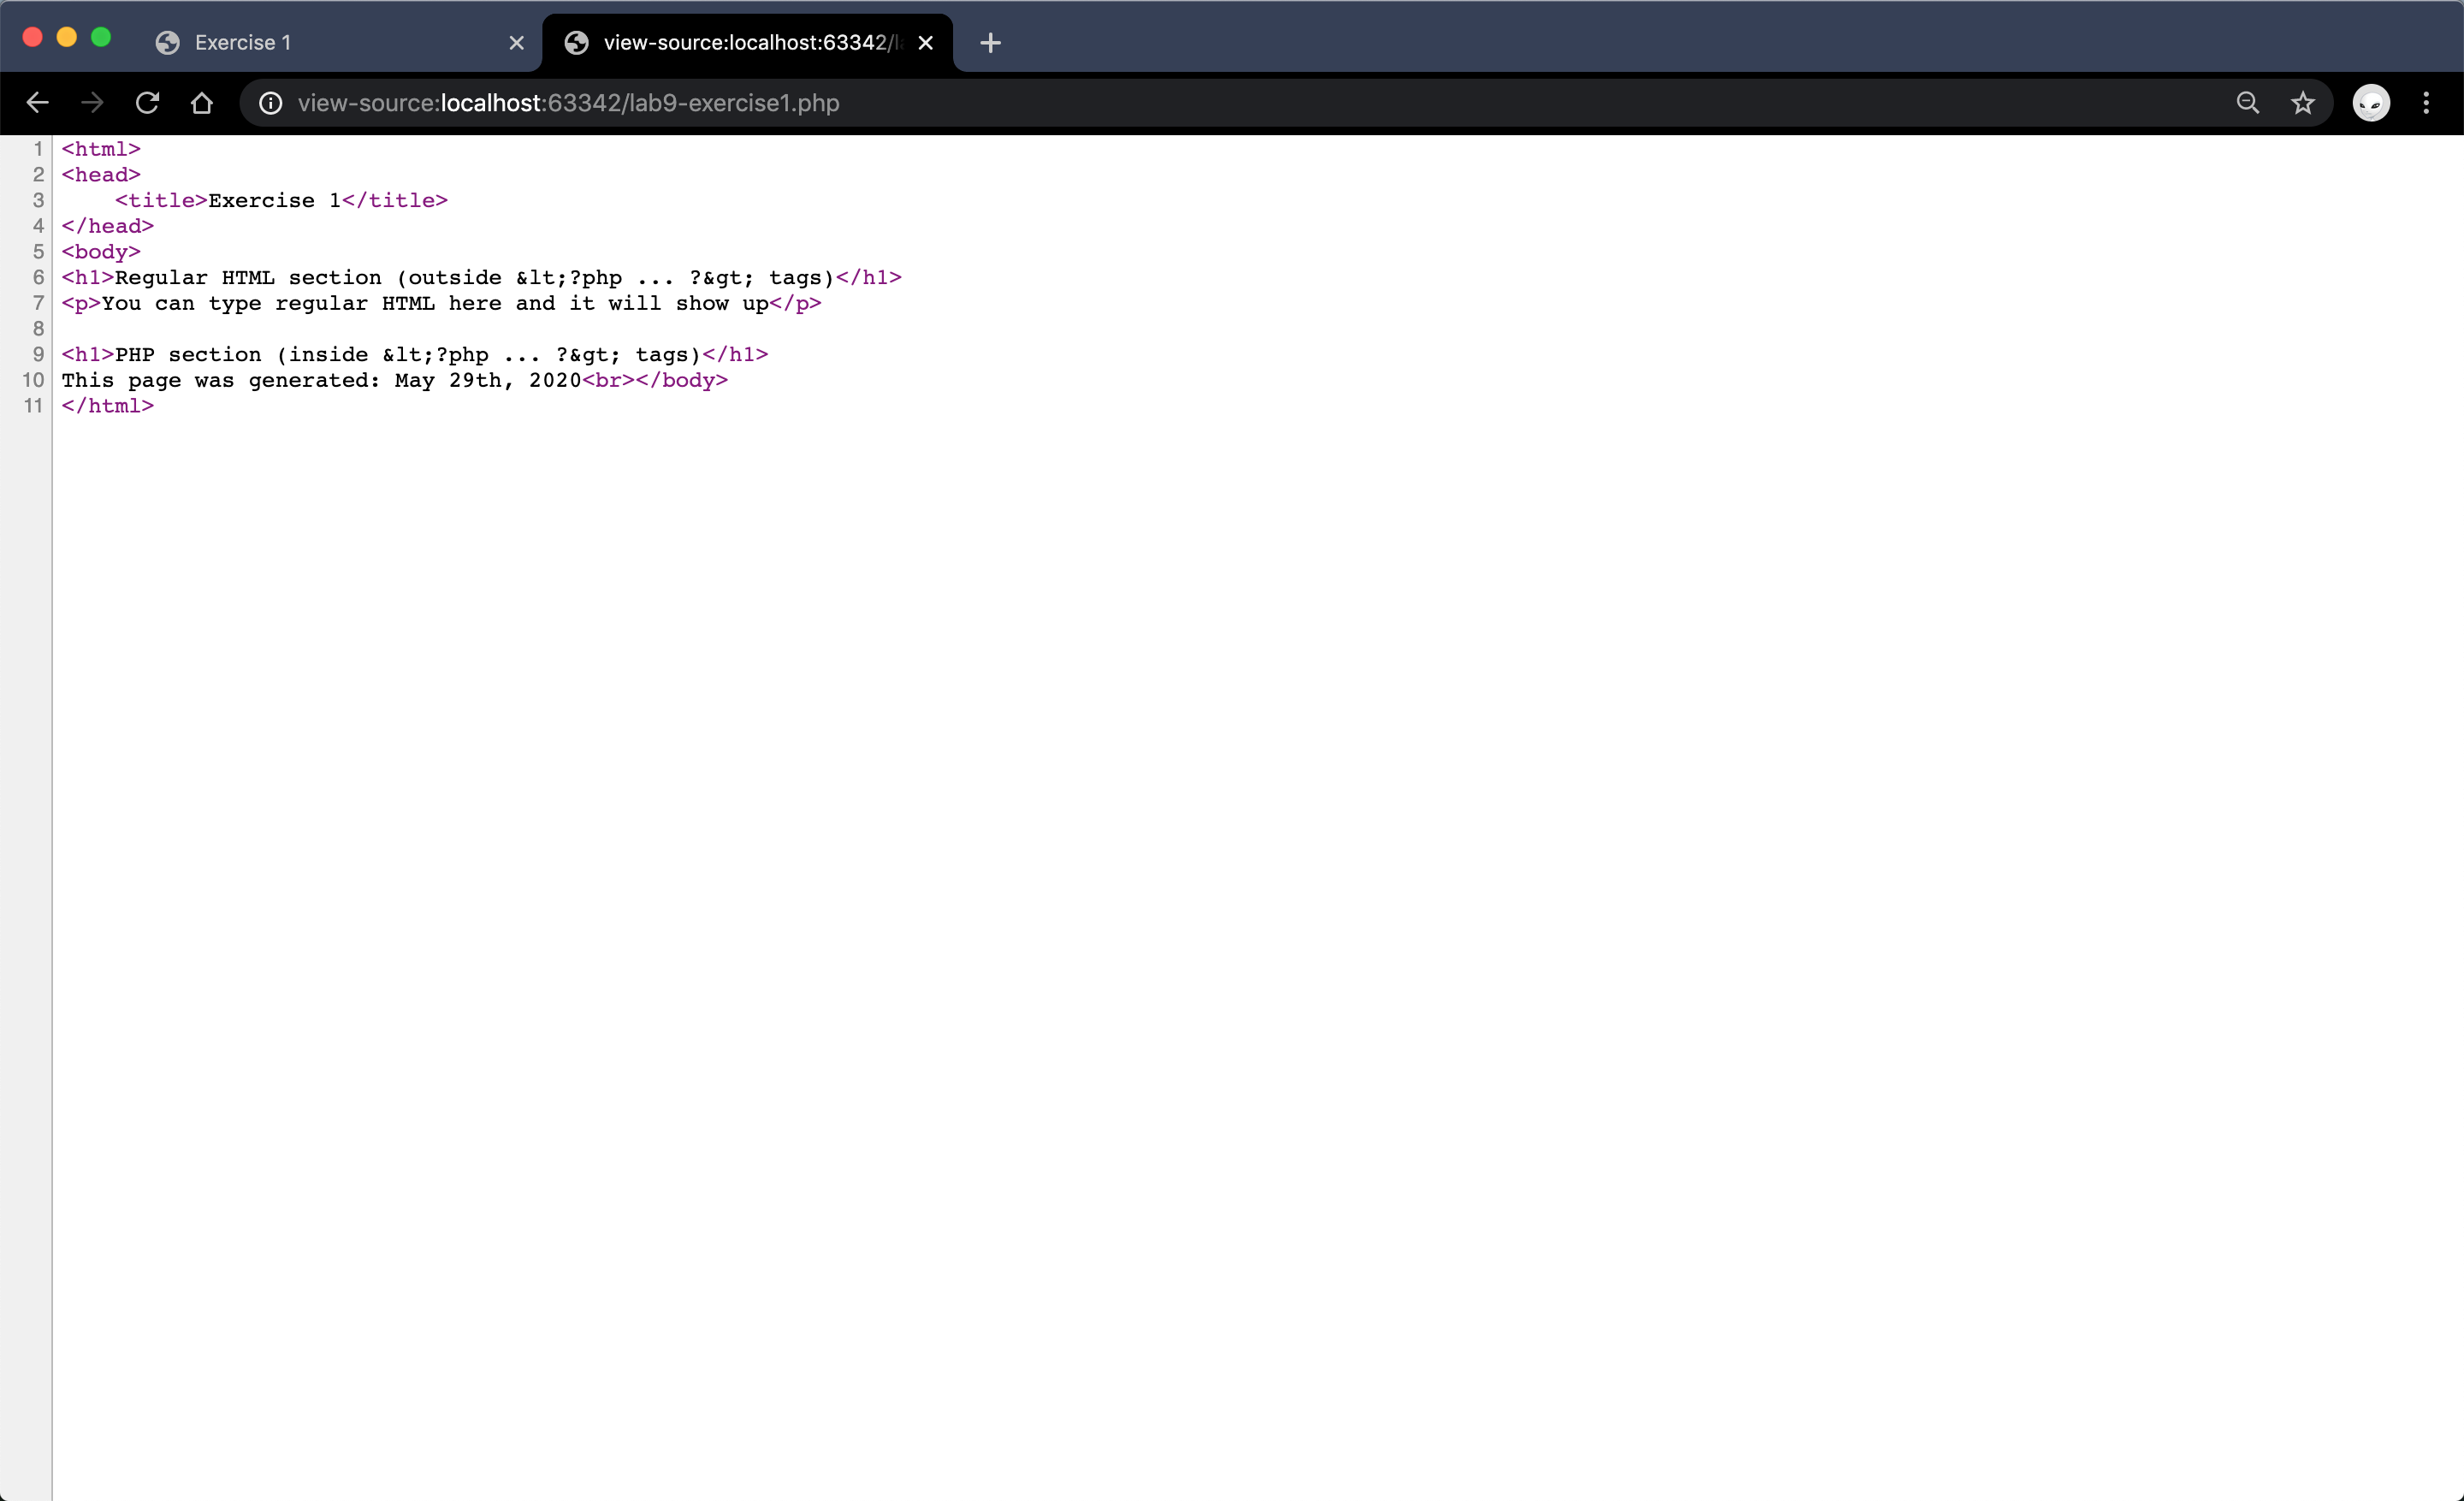 Exercise 1
view-source:localhost:63342/l
view-source:localhost:63342/lab9-exercise1.php
1 <html>
2 <head>
3     <title>Exercise 1</title>
4 </head>
5 <body>
6 <h1>Regular HTML section (outside &lt;?php ... ?&gt; tags)</h1>
7 <p>You can type regular HTML here and it will show up</p>
8
9 <h1>PHP section (inside &lt;?php ... ?&gt; tags)</h1>
10 This page was generated: May 29th, 2020<br></body>
11 </html>